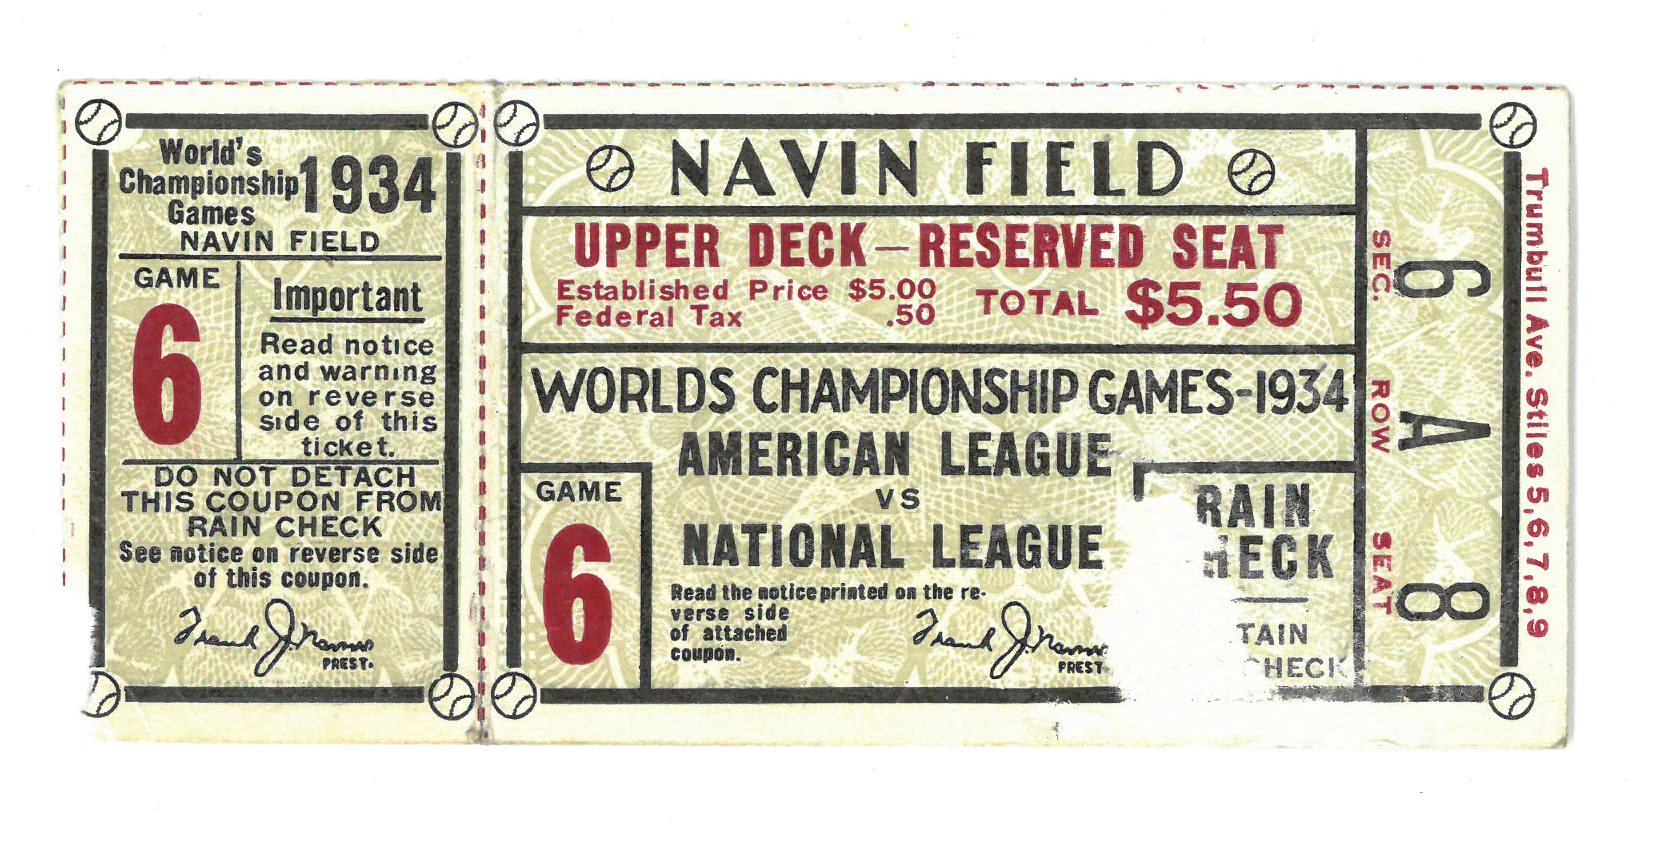 World's
Championship
Games
1934
NAVIN FIELD
GAME
6
Important
Read notice
and warning
on reverse
side of this
ticket.
DO NOT DETACH
THIS COUPON FROM
RAIN CHECK
See notice on reverse side
of this coupon.
Frank J. Navin
PREST.
NAVIN FIELD
UPPER DECK—RESERVED SEAT
Established Price $5.00
Federal Tax .50
TOTAL $5.50
WORLDS CHAMPIONSHIP GAMES-1934
AMERICAN LEAGUE
VS
NATIONAL LEAGUE
GAME
6
Read the notice printed on the re-
verse side
of attached
coupon.
Frank J. Navin
PREST.
RAIN
HECK
TAIN
CHECK
SEC. 6
ROW A
SEAT 8
Trumbull Ave. Stiles 5,6,7,8,9